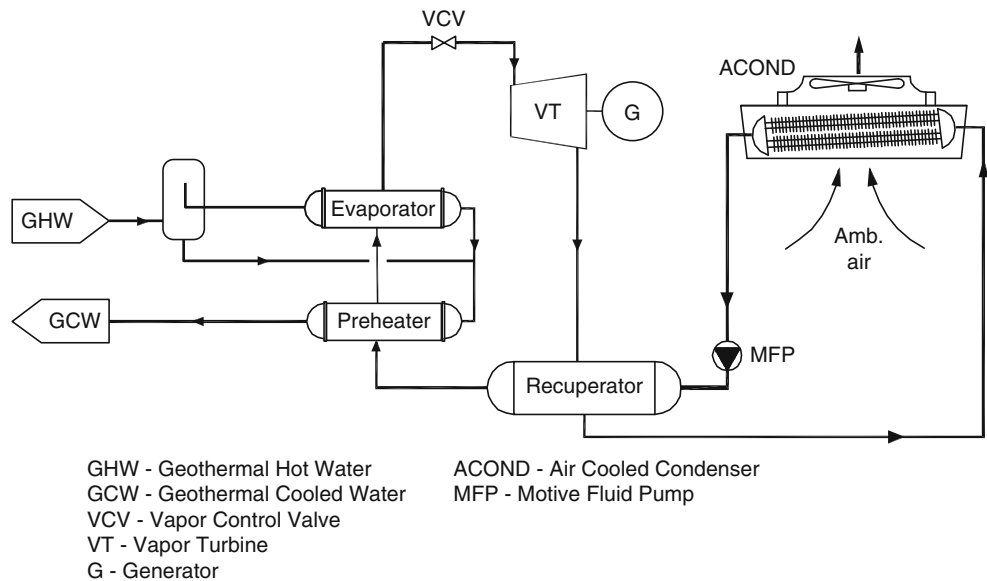 VCV
ACOND
VT
G
GHW
Evaporator
Amb.
air
GCW
Preheater
MFP
Recuperator
GHW - Geothermal Hot Water
GCW - Geothermal Cooled Water
VCV - Vapor Control Valve
VT - Vapor Turbine
G - Generator
ACOND - Air Cooled Condenser
MFP - Motive Fluid Pump